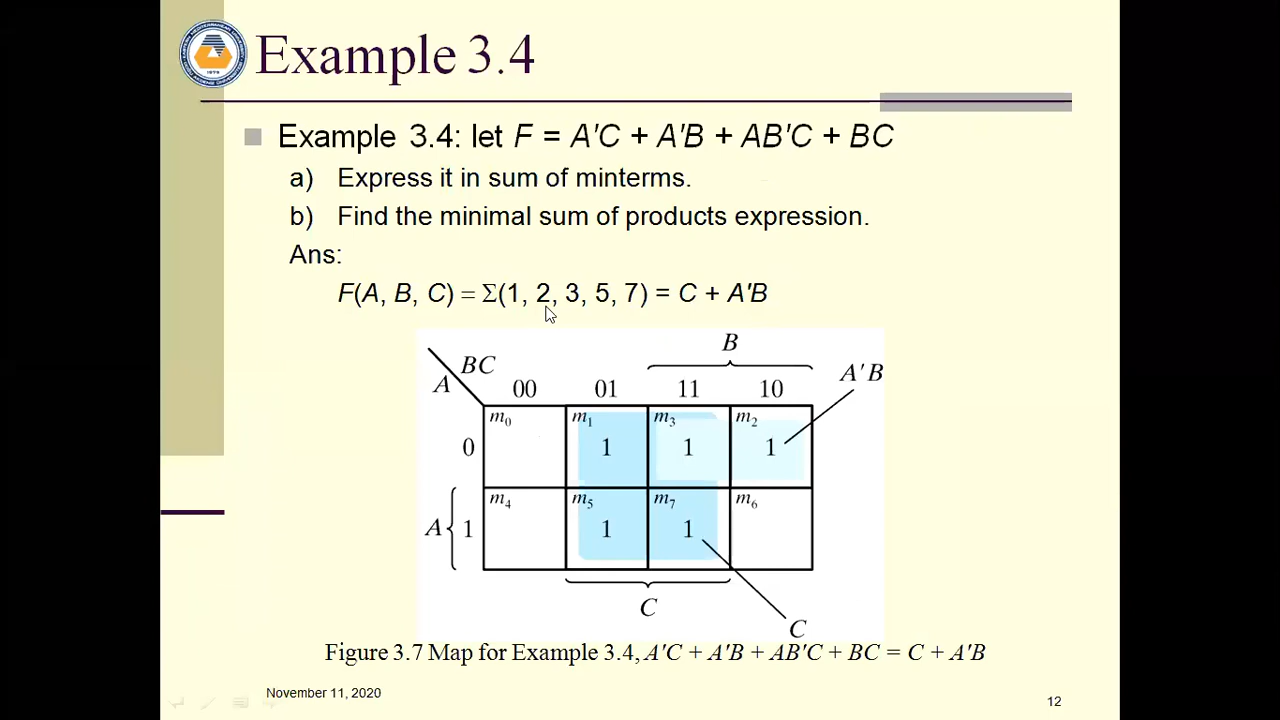 Example 3.4
Example 3.4: let F = A′C + A′B + AB′C + BC
a) Express it in sum of minterms.
b) Find the minimal sum of products expression.
Ans:
F(A, B, C) = Σ(1, 2, 3, 5, 7) = C + A′B
B
BC
A
00 01 11 10
A′B
m0 m1 m3 m2
0 1 1 1
m4 m5 m7 m6
A 1 1 1
C
C
Figure 3.7 Map for Example 3.4, A′C + A′B + AB′C + BC = C + A′B
November 11, 2020
12